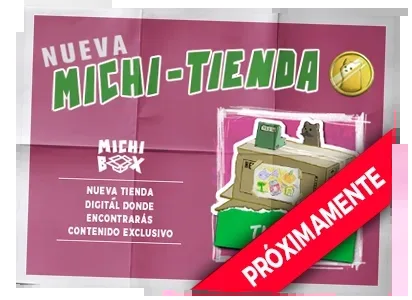 NUEVA
MICHI-TIENDA
MICHI
BOX
NUEVA TIENDA
DIGITAL DONDE
ENCONTRARÁS
CONTENIDO EXCLUSIVO
PRÓXIMAMENTE